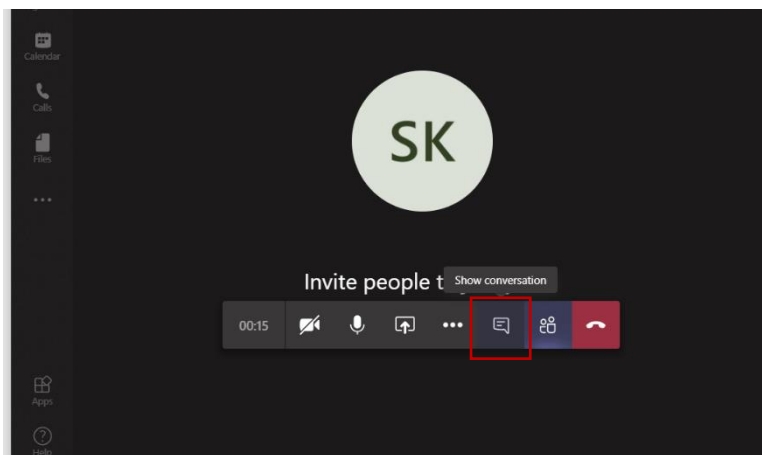 Calendar
Calls
Files
SK
Invite people t
Show conversation
00:15
Apps
Help